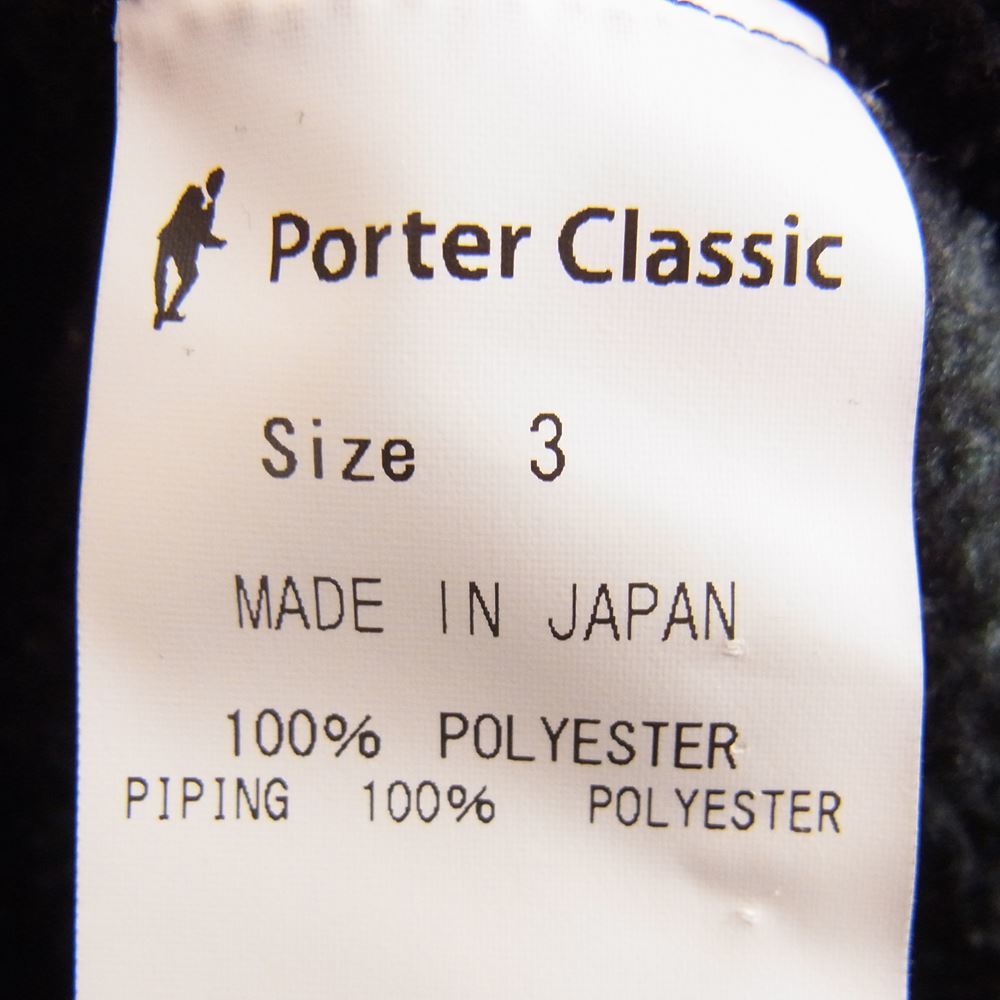 Porter Classic
Size 3
MADE IN JAPAN
100% POLYESTER
PIPING 100% POLYESTER